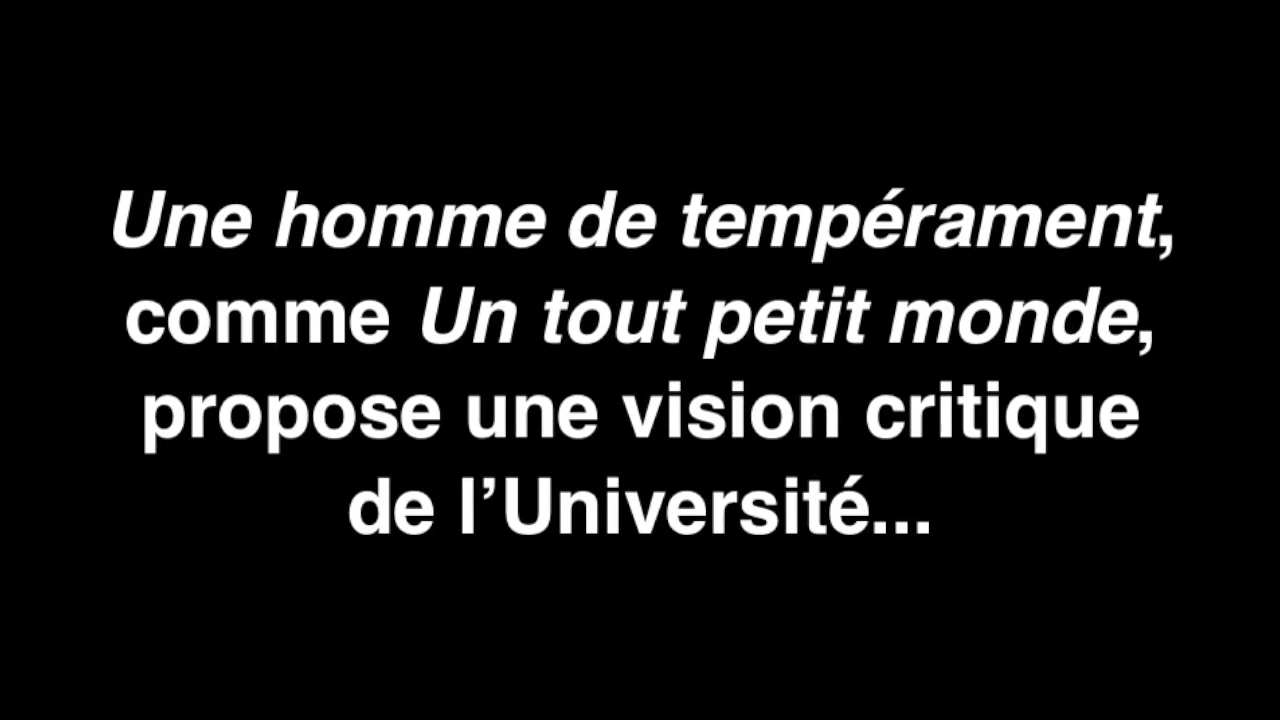 Une homme de tempérament,
comme Un tout petit monde,
propose une vision critique
de l’Université...